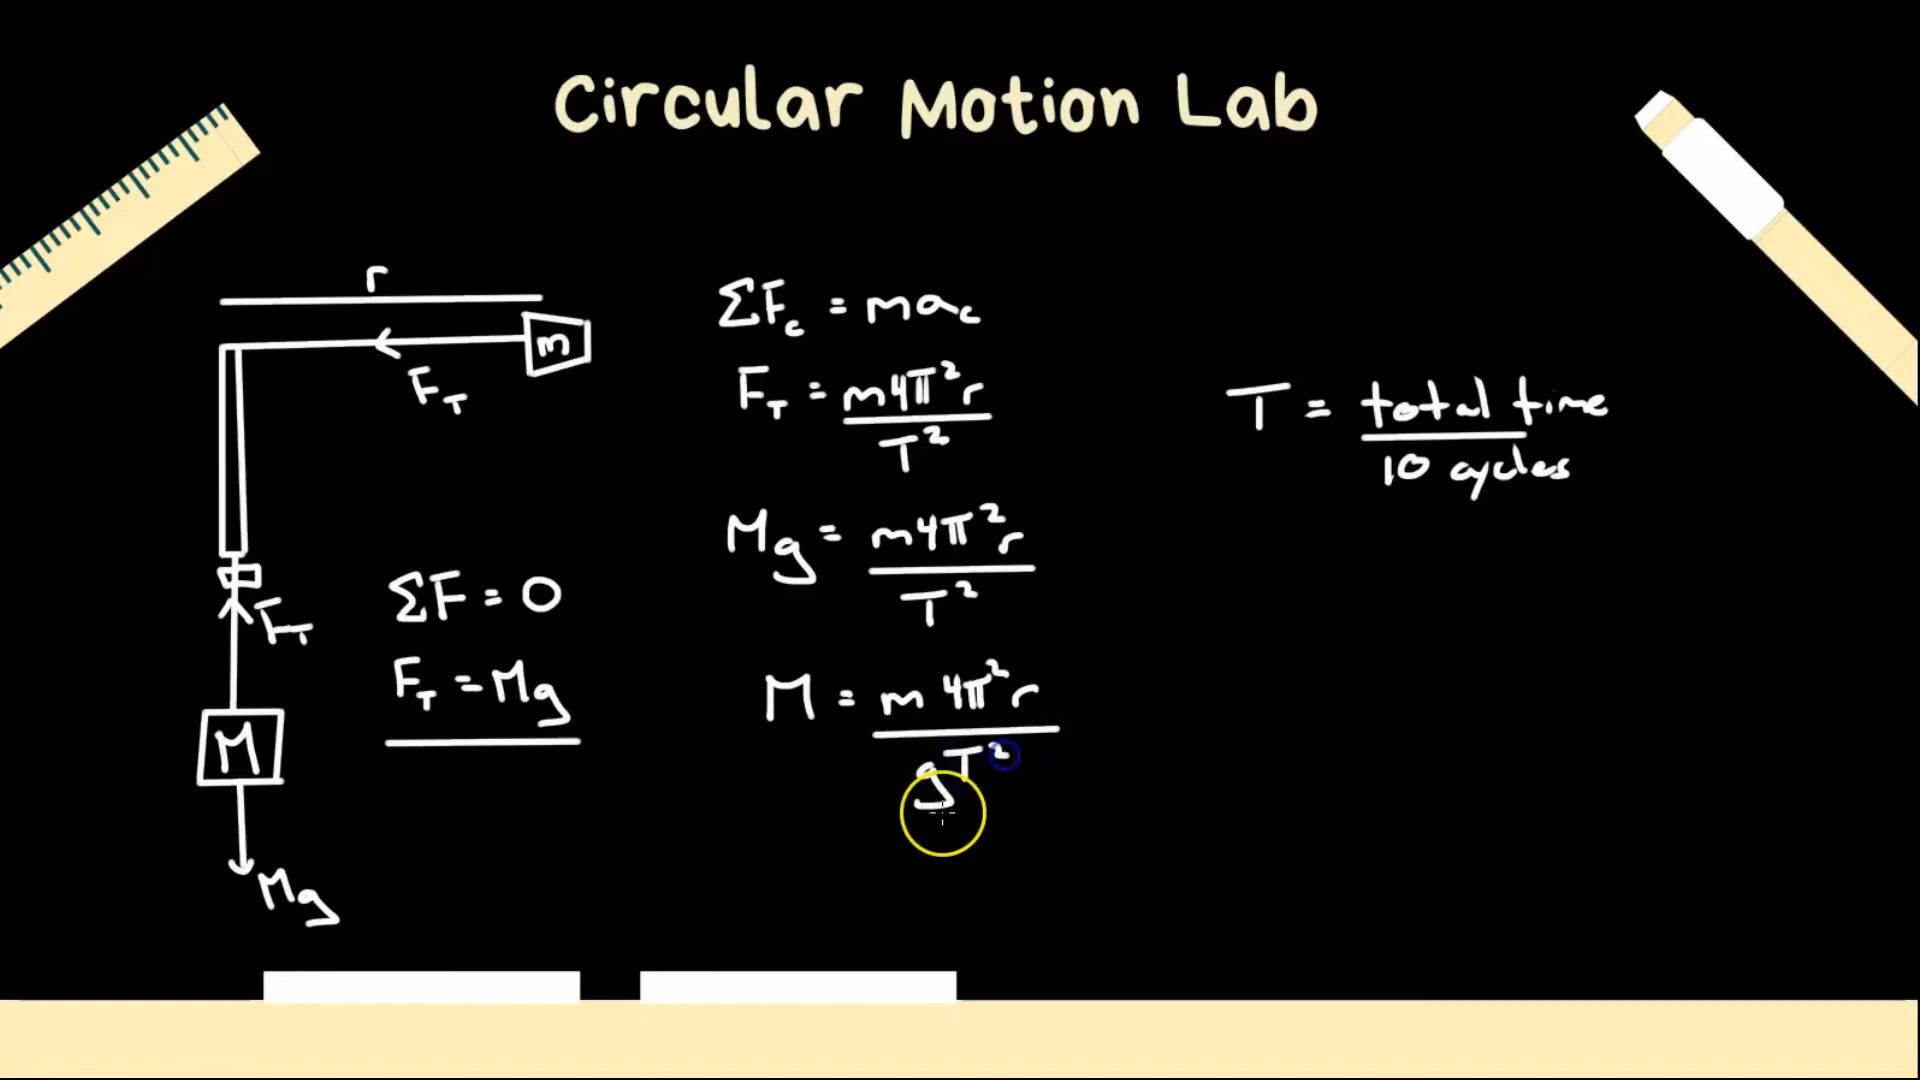 Circular Motion Lab
r
m
F_T
F_T
M
Mg
ΣF = 0
F_T = Mg
ΣF_c = ma_c
F_T = m4π²r
T²
Mg = m4π²r
T²
M = m 4π²r
gT²
T = total time
10 cycles